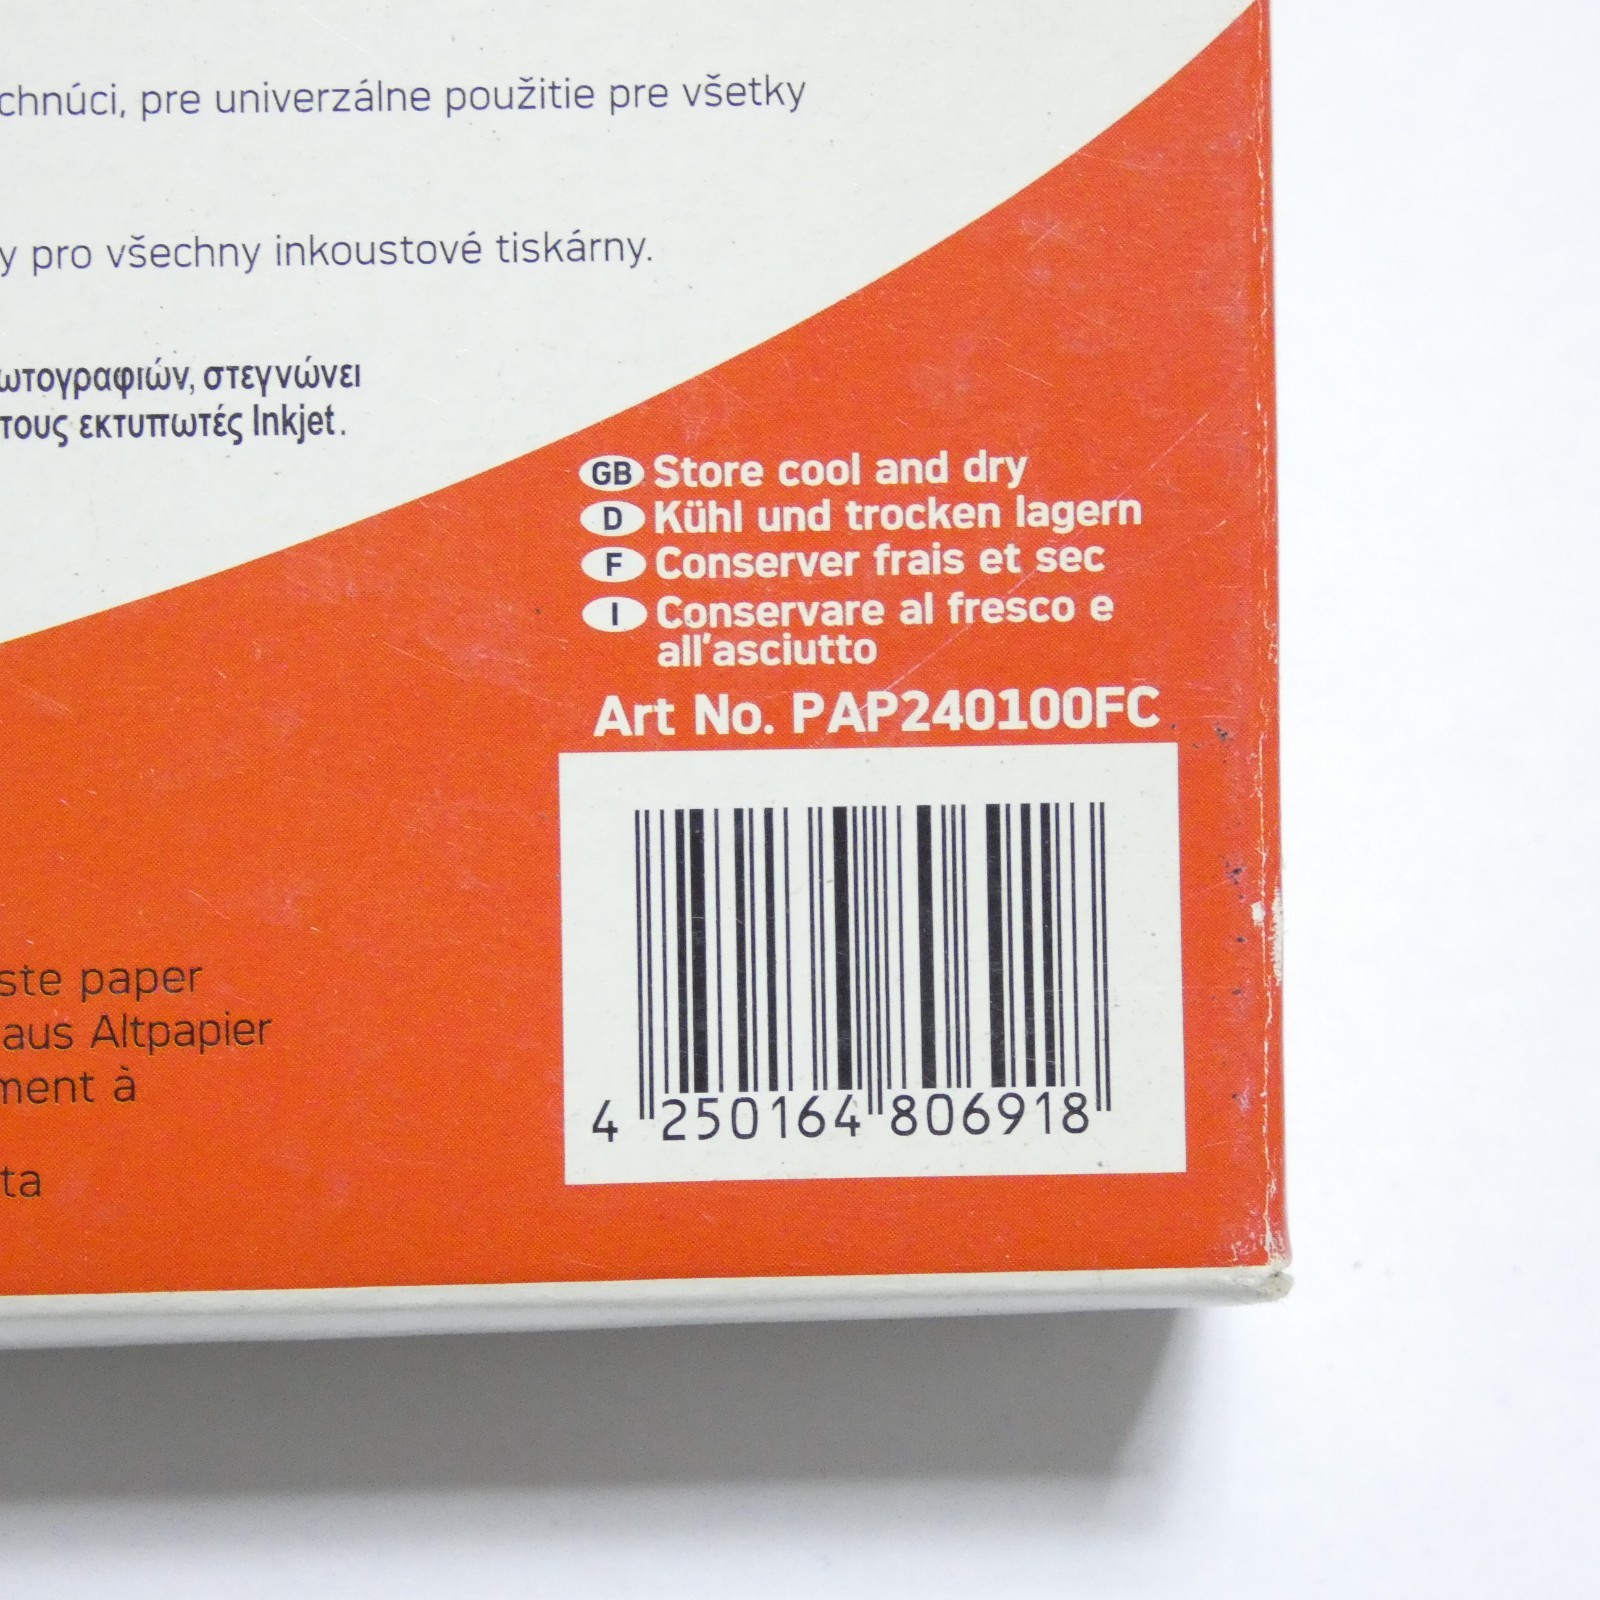 chnúci, pre univerzálne použitie pre všetky
y pro všechny inkoustové tiskárny.
ωτογραφιών, στεγνώνει
τους εκτυπωτές Inkjet.
GB Store cool and dry
D Kühl und trocken lagern
F Conserver frais et sec
I Conservare al fresco e
all'asciutto
Art No. PAP240100FC
ste paper
aus Altpapier
ment à
ta
4 250164 806918